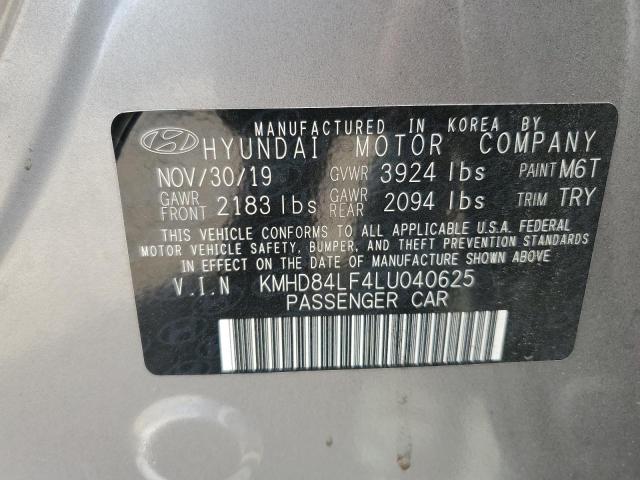 MANUFACTURED IN KOREA BY
HYUNDAI MOTOR COMPANY
NOV/30/19 GVWR 3924 lbs PAINT M6T
GAWR FRONT 2183 lbs GAWR REAR 2094 lbs TRIM TRY
THIS VEHICLE CONFORMS TO ALL APPLICABLE U.S.A. FEDERAL
MOTOR VEHICLE SAFETY, BUMPER, AND THEFT PREVENTION STANDARDS
IN EFFECT ON THE DATE OF MANUFACTURE SHOWN ABOVE.
V.I.N KMHD84LF4LU040625
PASSENGER CAR